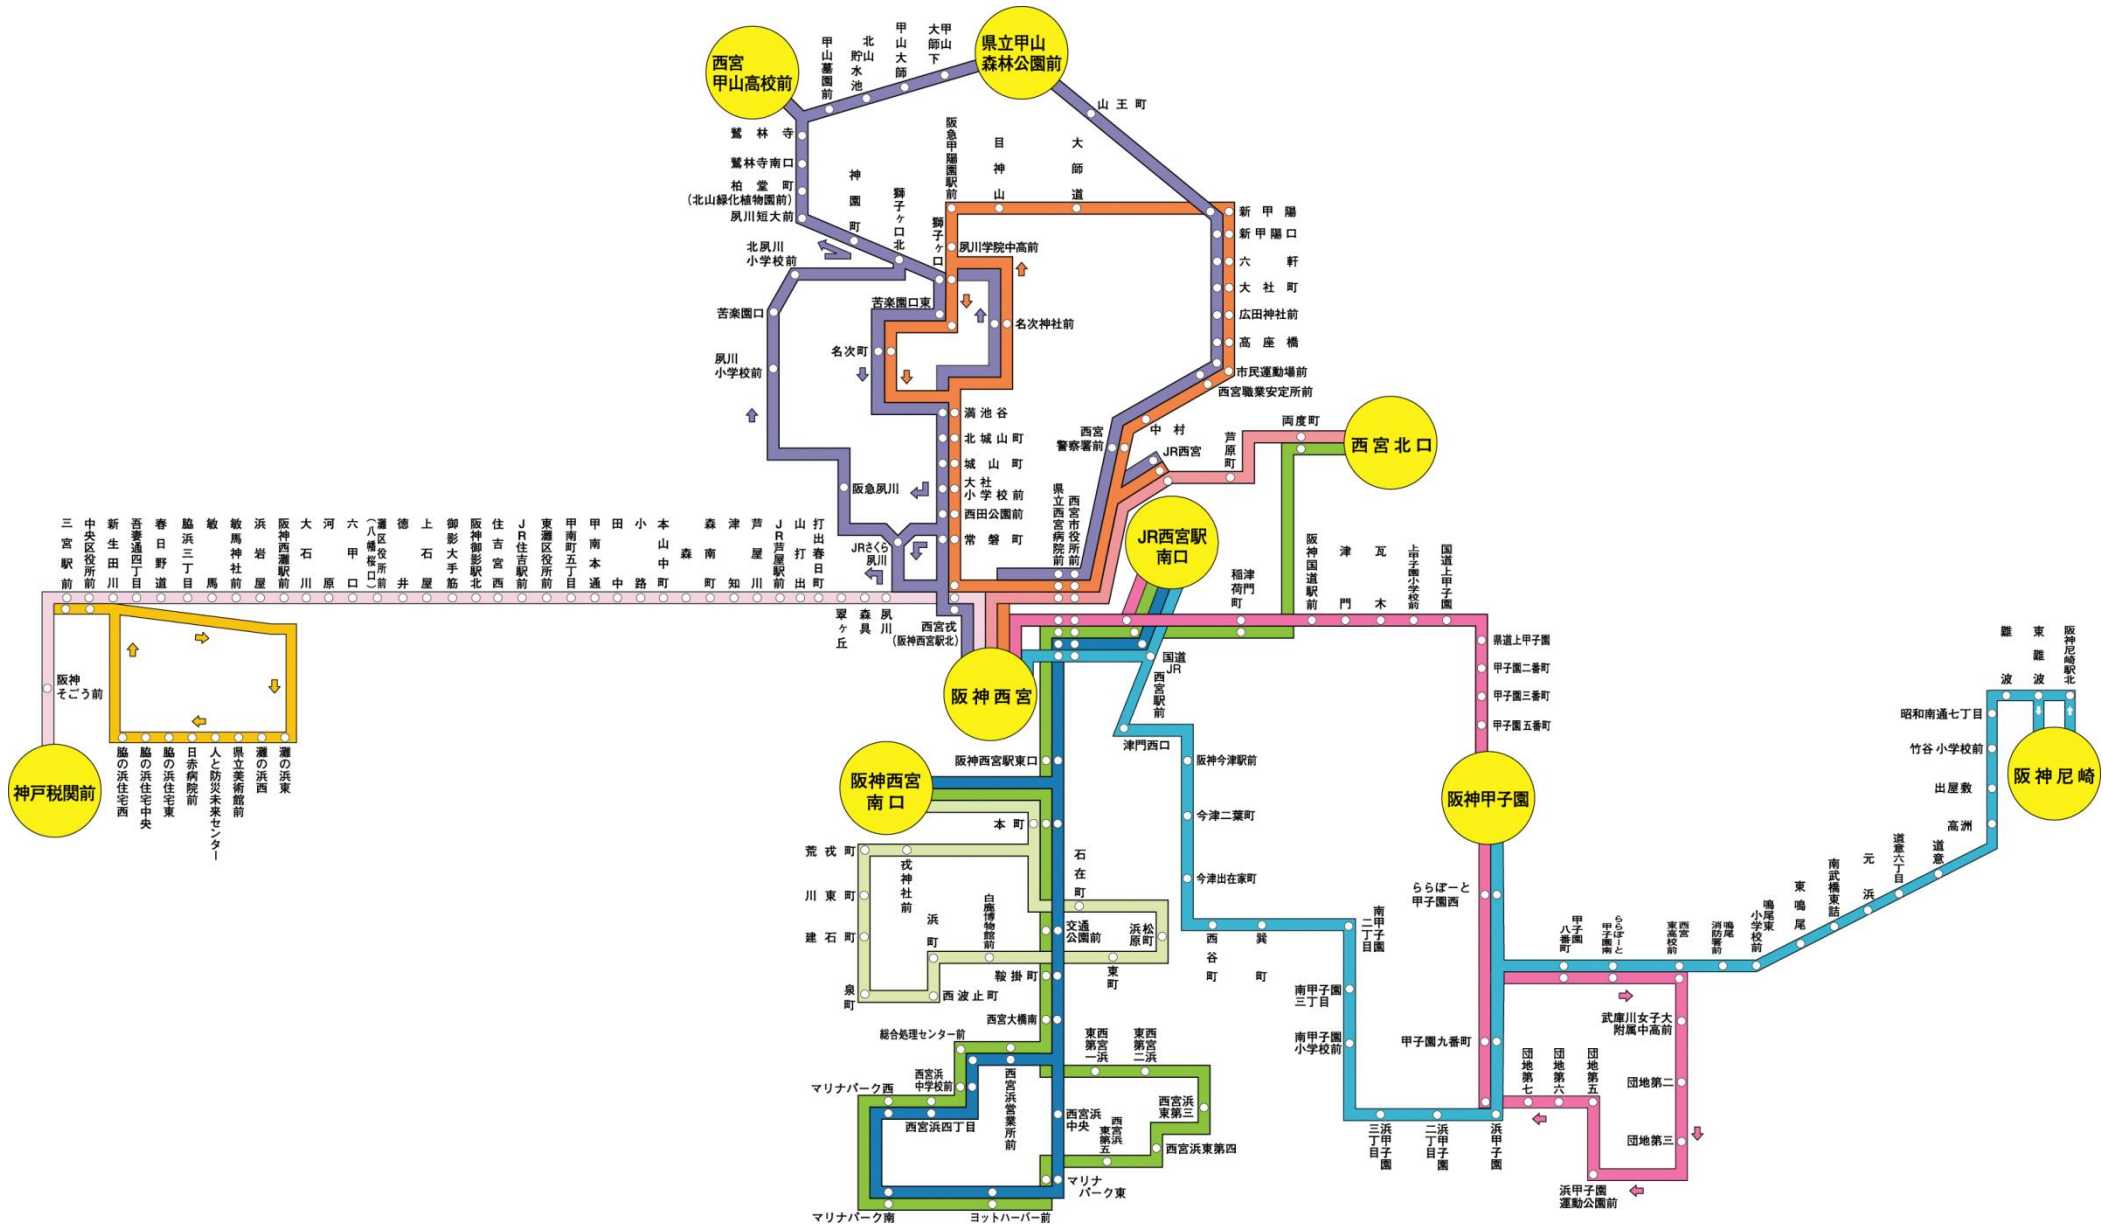 西宮
甲山高校前
県立甲山
森林公園前
甲山墓園前
北山
貯水池
甲山大師
甲山
大師下
山王町
鷲林寺
鷲林寺南口
柏堂町
(北山緑化植物園前)
夙川短大前
神園町
獅子ヶ口北
獅子ヶ口
阪急甲陽園駅前
目神山
大師道
夙川学院中高前
北夙川
小学校前
苦楽園口
夙川
小学校前
苦楽園口東
名次町
名次神社前
新甲陽
新甲陽口
六軒
大社町
広田神社前
高座橋
市民運動場前
西宮職業安定所前
中村
西宮
警察署前
JR西宮
芦原町
両度町
西宮北口
満池谷
北城山町
城山町
大社
小学校前
西田公園前
常磐町
阪急夙川
JRさくら
夙川
県立西宮病院前
西宮市役所前
JR西宮駅
南口
三宮駅前
中央区役所前
新生田川
吾妻通四丁目
春日野道
脇浜三丁目
敏馬
敏馬神社前
浜岩屋
阪神西灘駅前
大石川
河原
六甲口
灘区役所前
(八幡桜口)
徳井
上石屋
御影大手筋
阪神御影駅北
住吉宮西
JR住吉駅前
東灘区役所前
甲南町五丁目
甲南本通
田中
小路
本山中町
森
森南町
津知
芦屋川
JR芦屋駅前
山打出
打出春日町
翠ヶ丘
森具
夙川
西宮戎
(阪神西宮駅北)
阪神
そごう前
神戸税関前
脇の浜住宅西
脇の浜住宅中央
脇の浜住宅東
日赤病院前
人と防災未来センター
県立美術館前
灘の浜西
灘の浜東
阪神西宮
稲荷町
津門
阪神国道駅前
津門
瓦木
上甲子園小学校前
国道上甲子園
県道上甲子園
甲子園二番町
甲子園三番町
甲子園五番町
国道
JR
西宮駅前
津門西口
阪神今津駅前
今津二葉町
今津出在家町
西谷町
巽町
南甲子園
二丁目
南甲子園
三丁目
南甲子園
小学校前
浜甲子園
三丁目
浜甲子園
二丁目
浜甲子園
阪神甲子園
ららぽーと
甲子園西
甲子園九番町
甲子園
八番町
ららぽーと
甲子園南
西宮
東高校前
鳴尾
消防署前
鳴尾東
小学校前
東鳴尾
南武橋東詰
元浜
道意六丁目
道意
高洲
出屋敷
竹谷小学校前
昭和南通七丁目
難波
東難波
阪神尼崎駅北
阪神尼崎
武庫川女子大
附属中高前
団地第二
団地第三
浜甲子園
運動公園前
団地第五
団地第六
団地第七
阪神西宮
南口
阪神西宮駅東口
本町
荒戎町
戎神社前
川東町
建石町
泉町
西波止町
浜町
白鹿博物館前
石在町
交通
公園前
浜松原町
東町
鞍掛町
西宮大橋南
総合処理センター前
西宮浜
中学校前
マリナパーク西
西宮浜四丁目
西宮浜営業所前
西宮浜
東第一
西宮浜
東第二
西宮浜
東第三
西宮浜東第四
西宮浜
東第五
西宮浜
中央
マリナ
パーク東
マリナパーク南
ヨットハーバー前